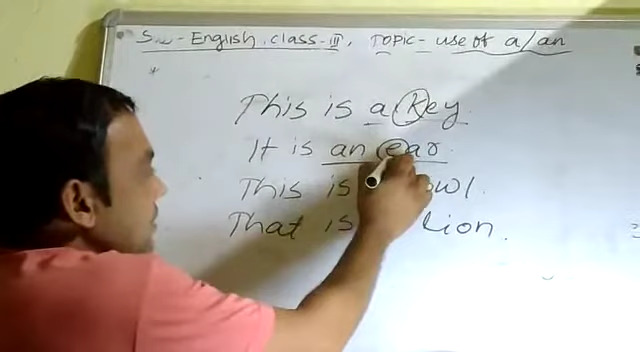 Sub - English. class - III, Topic - use of a/an
*
This is a Key
It is an ear.
This is owl.
That is Lion.